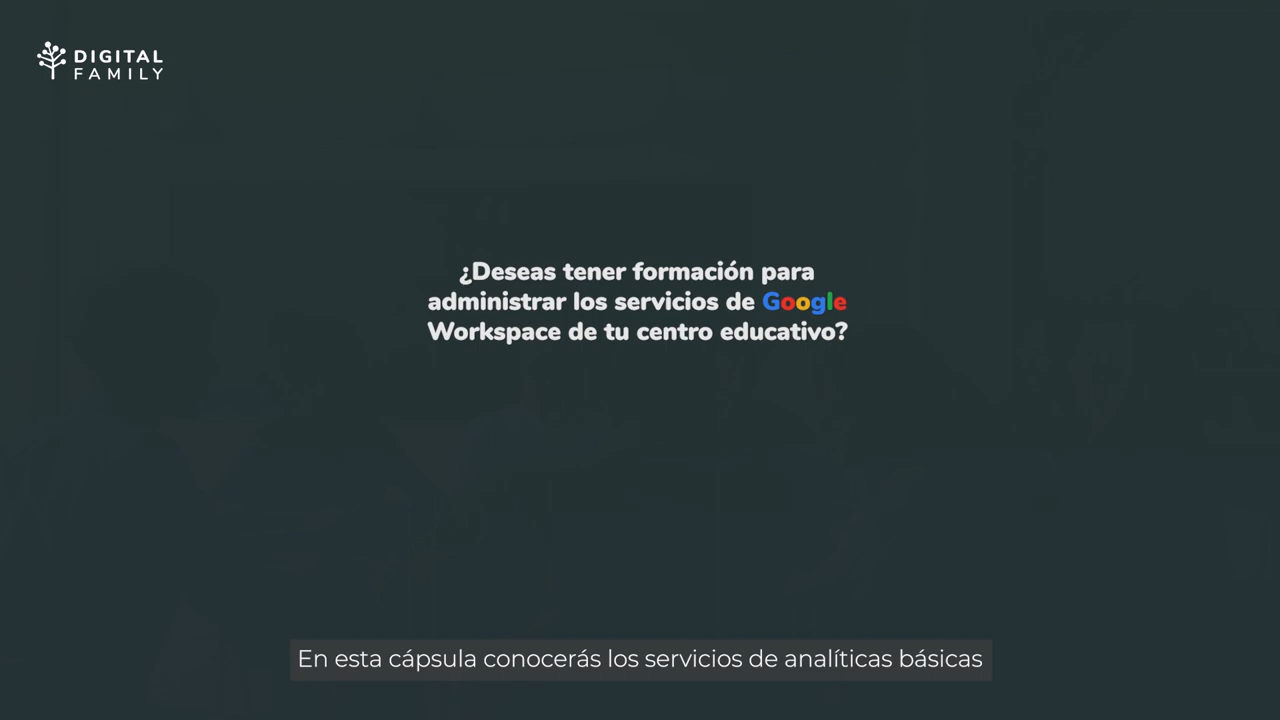 DIGITAL
FAMILY
¿Deseas tener formación para
administrar los servicios de Google
Workspace de tu centro educativo?
En esta cápsula conocerás los servicios de analíticas básicas